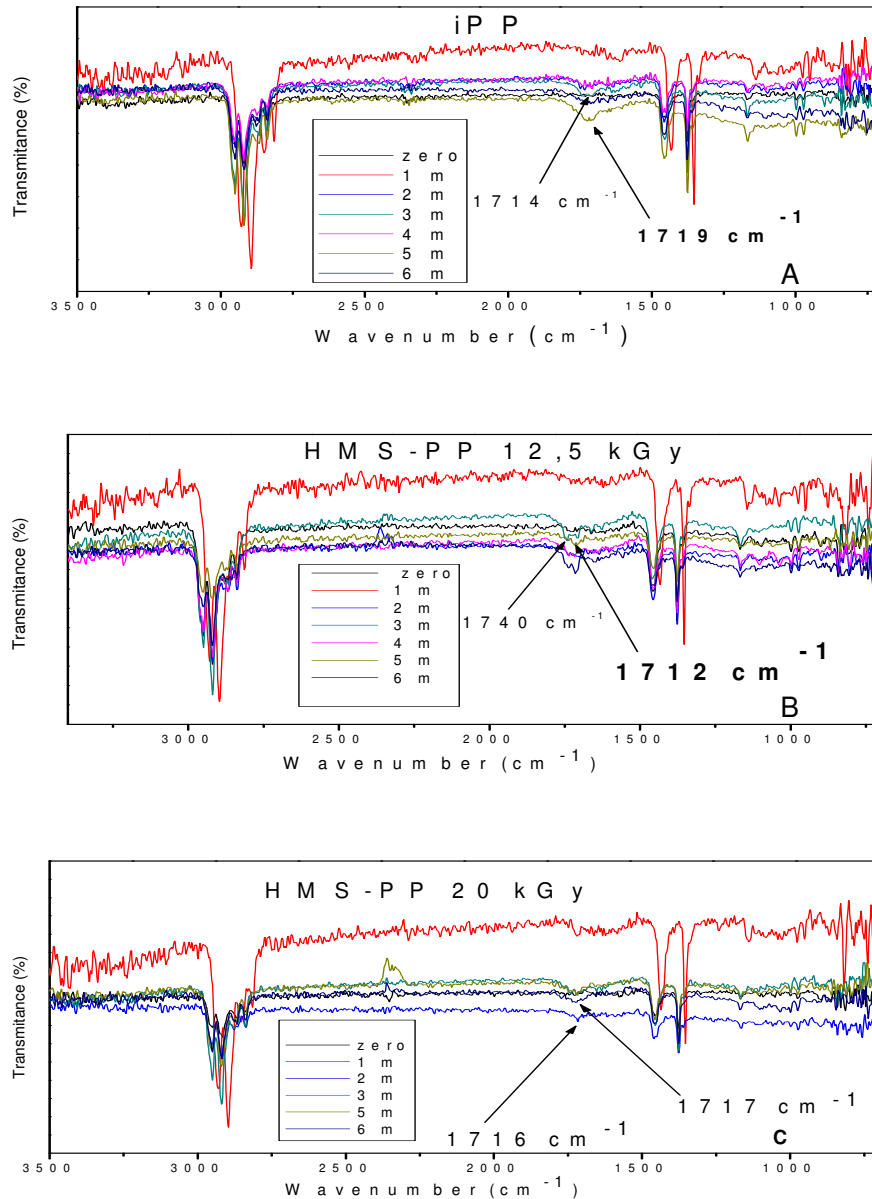 iPP
Transmitance (%)
zero
1 m
2 m
3 m
4 m
5 m
6 m
1714 cm⁻¹
1719 cm⁻¹
A
3500 3000 2500 2000 1500 1000
Wavenumber (cm⁻¹)
HMS-PP 12,5 kGy
Transmitance (%)
zero
1 m
2 m
3 m
4 m
5 m
6 m
1740 cm⁻¹
1712 cm⁻¹
B
3000 2500 2000 1500 1000
Wavenumber (cm⁻¹)
HMS-PP 20 kGy
Transmitance (%)
zero
1 m
2 m
3 m
5 m
6 m
1717 cm⁻¹
1716 cm⁻¹
C
3500 3000 2500 2000 1500 1000
Wavenumber (cm⁻¹)